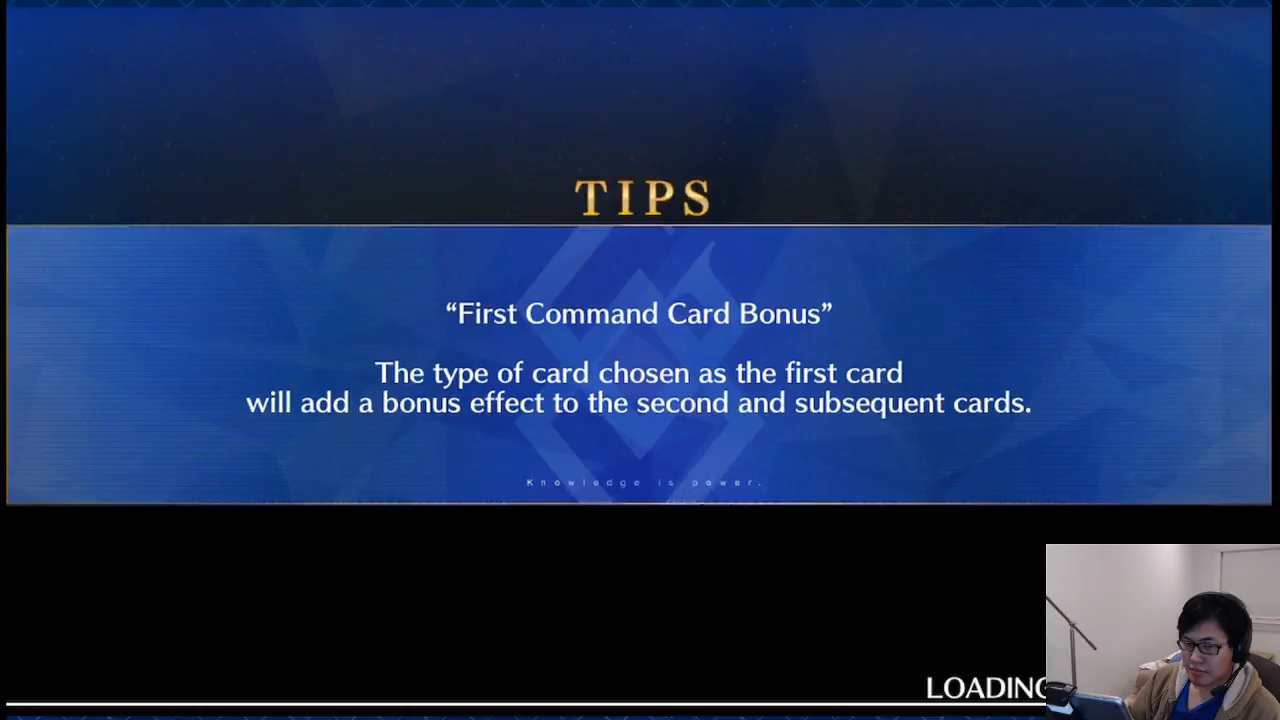 TIPS
“First Command Card Bonus”
The type of card chosen as the first card
will add a bonus effect to the second and subsequent cards.
Knowledge is power.
LOADING